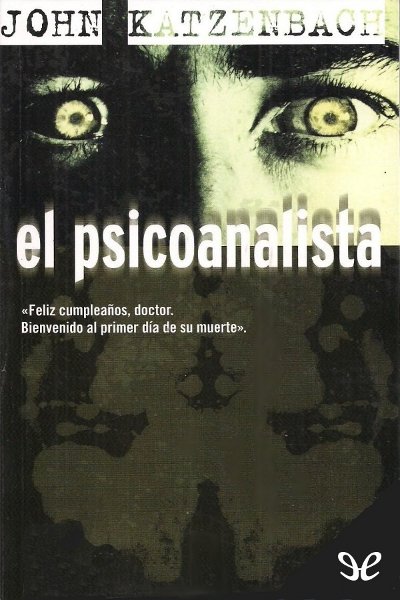 JOHN KATZENBACH
el psicoanalista
«Feliz cumpleaños, doctor.
Bienvenido al primer día de su muerte».